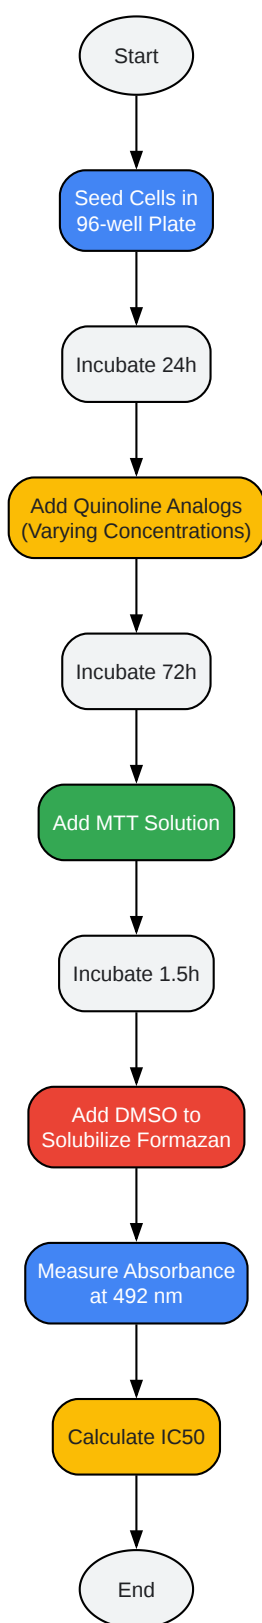 Start
Seed Cells in
96-well Plate
Incubate 24h
Add Quinoline Analogs
(Varying Concentrations)
Incubate 72h
Add MTT Solution
Incubate 1.5h
Add DMSO to
Solubilize Formazan
Measure Absorbance
at 492 nm
Calculate IC50
End